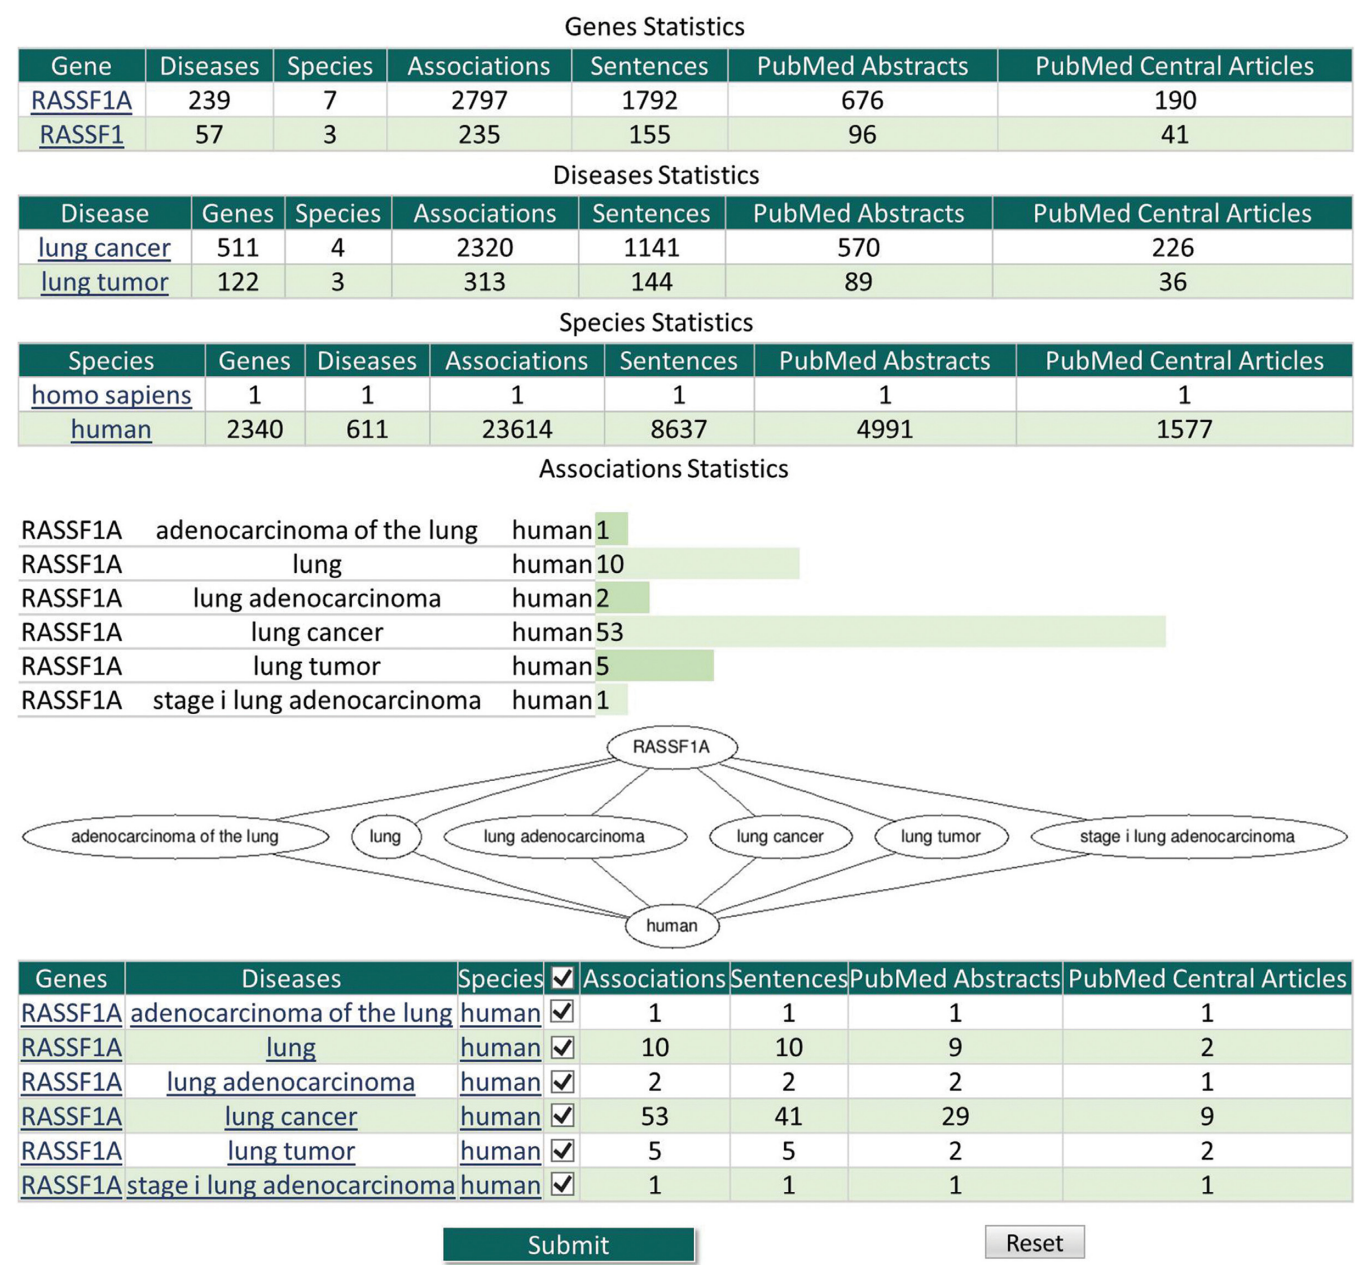 Genes Statistics
Gene Diseases Species Associations Sentences PubMed Abstracts PubMed Central Articles
RASSF1A 239 7 2797 1792 676 190
RASSF1 57 3 235 155 96 41
Diseases Statistics
Disease Genes Species Associations Sentences PubMed Abstracts PubMed Central Articles
lung cancer 511 4 2320 1141 570 226
lung tumor 122 3 313 144 89 36
Species Statistics
Species Genes Diseases Associations Sentences PubMed Abstracts PubMed Central Articles
homo sapiens 1 1 1 1 1 1
human 2340 611 23614 8637 4991 1577
Associations Statistics
RASSF1A adenocarcinoma of the lung human 1
RASSF1A lung human 10
RASSF1A lung adenocarcinoma human 2
RASSF1A lung cancer human 53
RASSF1A lung tumor human 5
RASSF1A stage i lung adenocarcinoma human 1
RASSF1A
adenocarcinoma of the lung lung lung adenocarcinoma lung cancer lung tumor stage i lung adenocarcinoma
human
Genes Diseases Species Associations Sentences PubMed Abstracts PubMed Central Articles
RASSF1A adenocarcinoma of the lung human 1 1 1 1
RASSF1A lung human 10 10 9 2
RASSF1A lung adenocarcinoma human 2 2 2 1
RASSF1A lung cancer human 53 41 29 9
RASSF1A lung tumor human 5 5 2 2
RASSF1A stage i lung adenocarcinoma human 1 1 1 1
Submit Reset